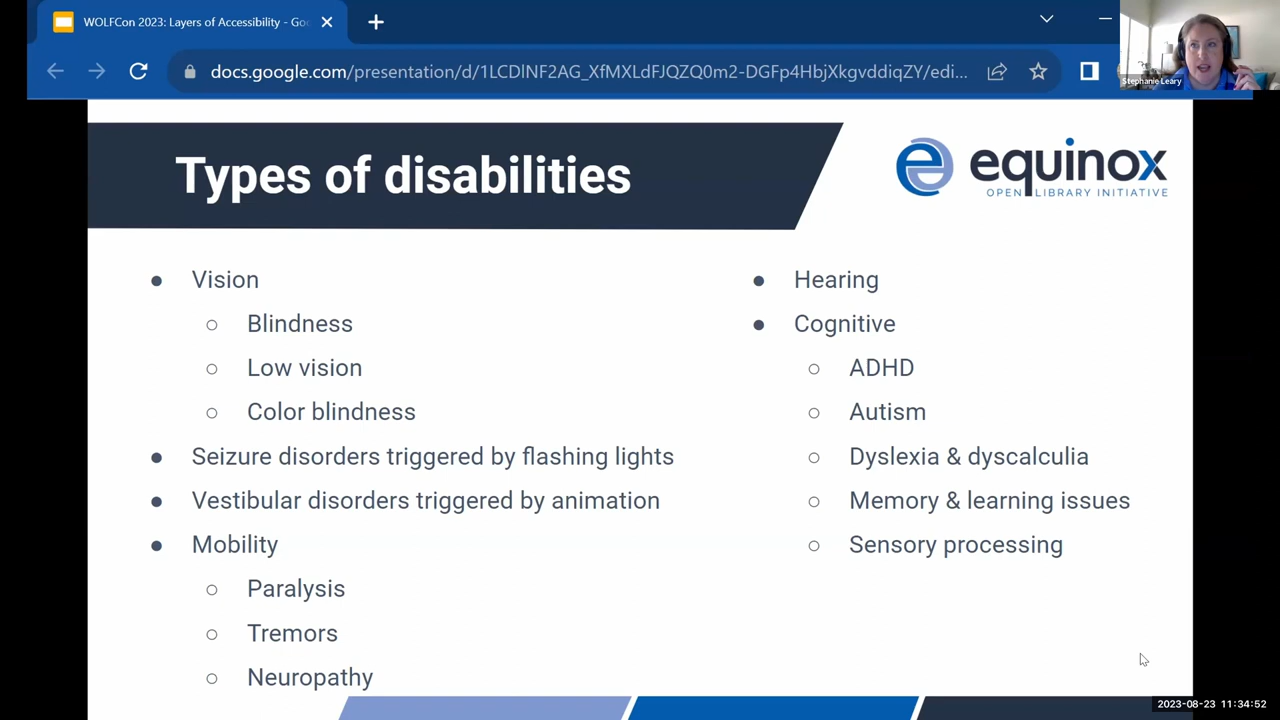 WOLFCon 2023: Layers of Accessibility - Go
docs.google.com/presentation/d/1LCDlNF2AG_XfMXLdFJQZQ0m2-DGFp4HbjXkgvddiqZY/edi...
Stephanie Leary
Types of disabilities
equinox
OPEN LIBRARY INITIATIVE
● Vision
○ Blindness
○ Low vision
○ Color blindness
● Seizure disorders triggered by flashing lights
● Vestibular disorders triggered by animation
● Mobility
○ Paralysis
○ Tremors
○ Neuropathy
● Hearing
● Cognitive
○ ADHD
○ Autism
○ Dyslexia & dyscalculia
○ Memory & learning issues
○ Sensory processing
2023-08-23 11:34:52